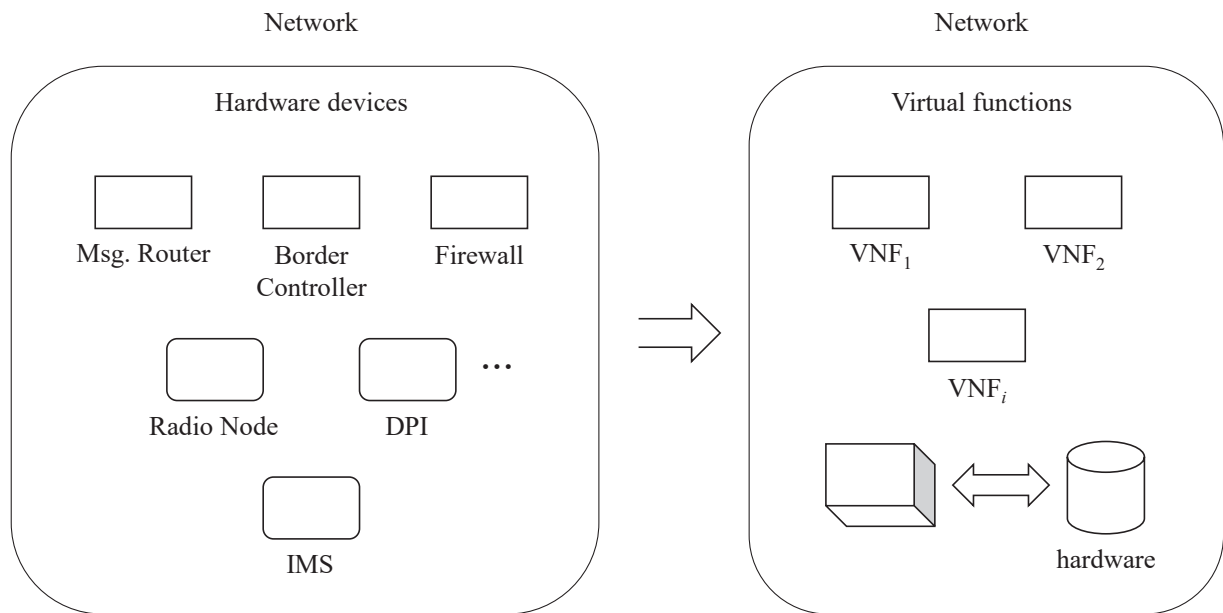 Network
Hardware devices
Msg. Router
Border
Controller
Firewall
Radio Node
DPI
...
IMS
Network
Virtual functions
VNF₁
VNF₂
VNFᵢ
hardware